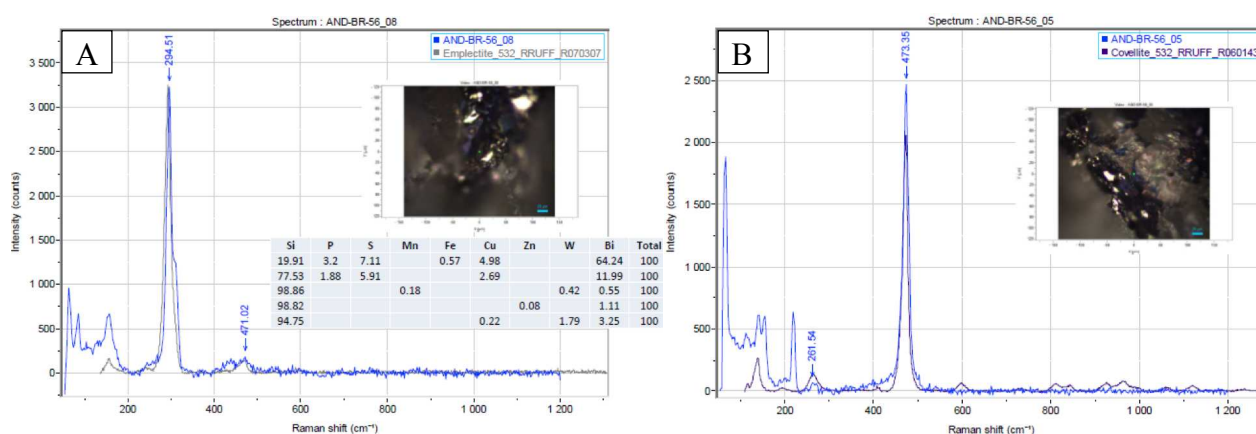 Spectrum : AND-BR-56_08
A
AND-BR-56_08
Emplectite_532_RRUFF_R070307
294.51
471.02
Intensity (counts)
3 500
3 000
2 500
2 000
1 500
1 000
500
0
Si P S Mn Fe Cu Zn W Bi Total
19.91 3.2 7.11 0.57 4.98 64.24 100
77.53 1.88 5.91 2.69 11.99 100
98.86 0.18 0.42 0.55 100
98.82 0.08 1.11 100
94.75 0.22 1.79 3.25 100
200 400 600 800 1 000 1 200
Raman shift (cm⁻¹)
Spectrum : AND-BR-56_05
B
AND-BR-56_05
Covellite_532_RRUFF_R060143
473.35
261.54
Intensity (counts)
2 500
2 000
1 500
1 000
500
0
200 400 600 800 1 000 1 200
Raman shift (cm⁻¹)